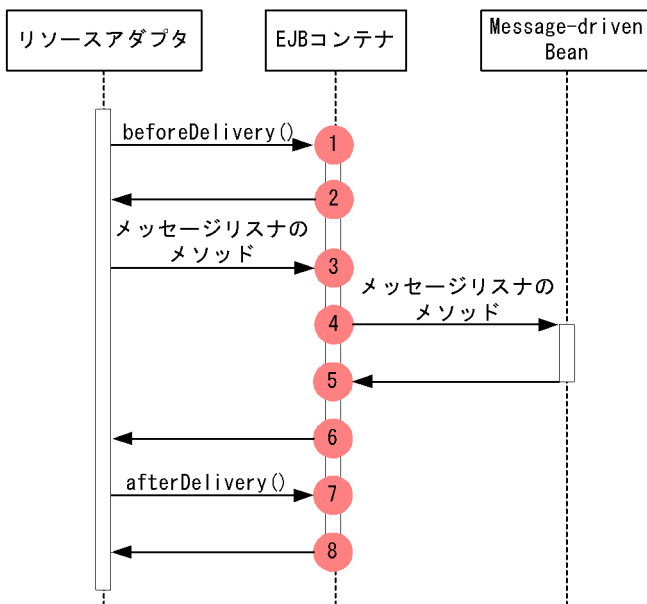 リソースアダプタ
EJBコンテナ
Message-driven
Bean
beforeDelivery()
1
2
メッセージリスナの
メソッド
3
メッセージリスナの
メソッド
4
5
6
afterDelivery()
7
8